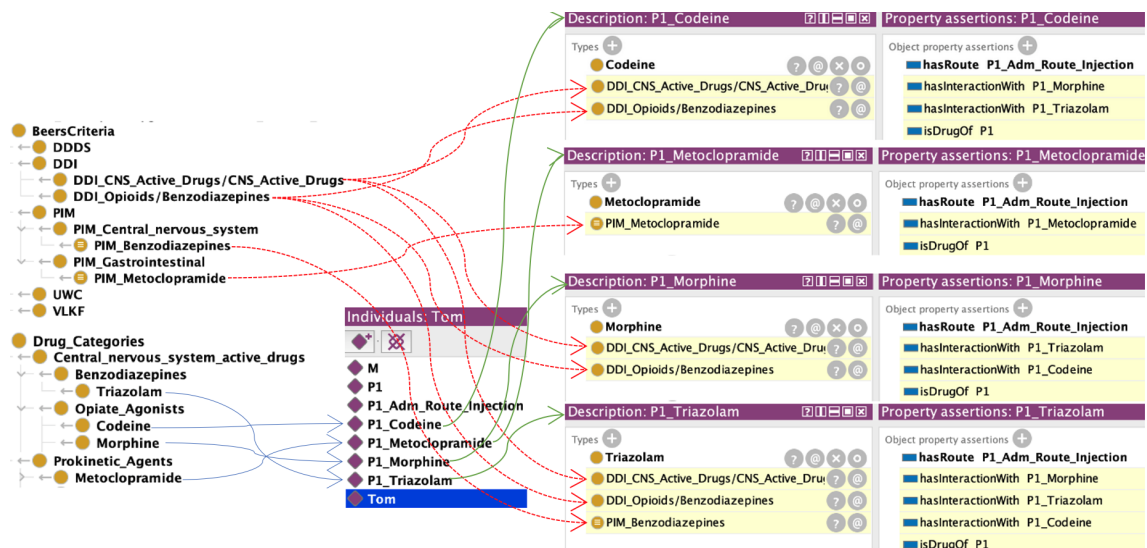 BeersCriteria
DDDS
DDI
DDI_CNS_Active_Drugs/CNS_Active_Drugs
DDI_Opioids/Benzodiazepines
PIM
PIM_Central_nervous_system
PIM_Benzodiazepines
PIM_Gastrointestinal
PIM_Metoclopramide
UWC
VLKF
Drug_Categories
Central_nervous_system_active_drugs
Benzodiazepines
Triazolam
Opiate_Agonists
Codeine
Morphine
Prokinetic_Agents
Metoclopramide
Individuals: Tom
M
P1
P1_Adm_Route_Injection
P1_Codeine
P1_Metoclopramide
P1_Morphine
P1_Triazolam
Tom
Description: P1_Codeine
Types
Codeine
DDI_CNS_Active_Drugs/CNS_Active_Dru
DDI_Opioids/Benzodiazepines
Property assertions: P1_Codeine
Object property assertions
hasRoute P1_Adm_Route_Injection
hasInteractionWith P1_Morphine
hasInteractionWith P1_Triazolam
isDrugOf P1
Description: P1_Metoclopramide
Types
Metoclopramide
PIM_Metoclopramide
Property assertions: P1_Metoclopramide
Object property assertions
hasRoute P1_Adm_Route_Injection
hasInteractionWith P1_Metoclopramide
isDrugOf P1
Description: P1_Morphine
Types
Morphine
DDI_CNS_Active_Drugs/CNS_Active_Dru
DDI_Opioids/Benzodiazepines
Property assertions: P1_Morphine
Object property assertions
hasRoute P1_Adm_Route_Injection
hasInteractionWith P1_Triazolam
hasInteractionWith P1_Codeine
isDrugOf P1
Description: P1_Triazolam
Types
Triazolam
DDI_CNS_Active_Drugs/CNS_Active_Dru
DDI_Opioids/Benzodiazepines
PIM_Benzodiazepines
Property assertions: P1_Triazolam
Object property assertions
hasRoute P1_Adm_Route_Injection
hasInteractionWith P1_Morphine
hasInteractionWith P1_Triazolam
hasInteractionWith P1_Codeine
isDrugOf P1